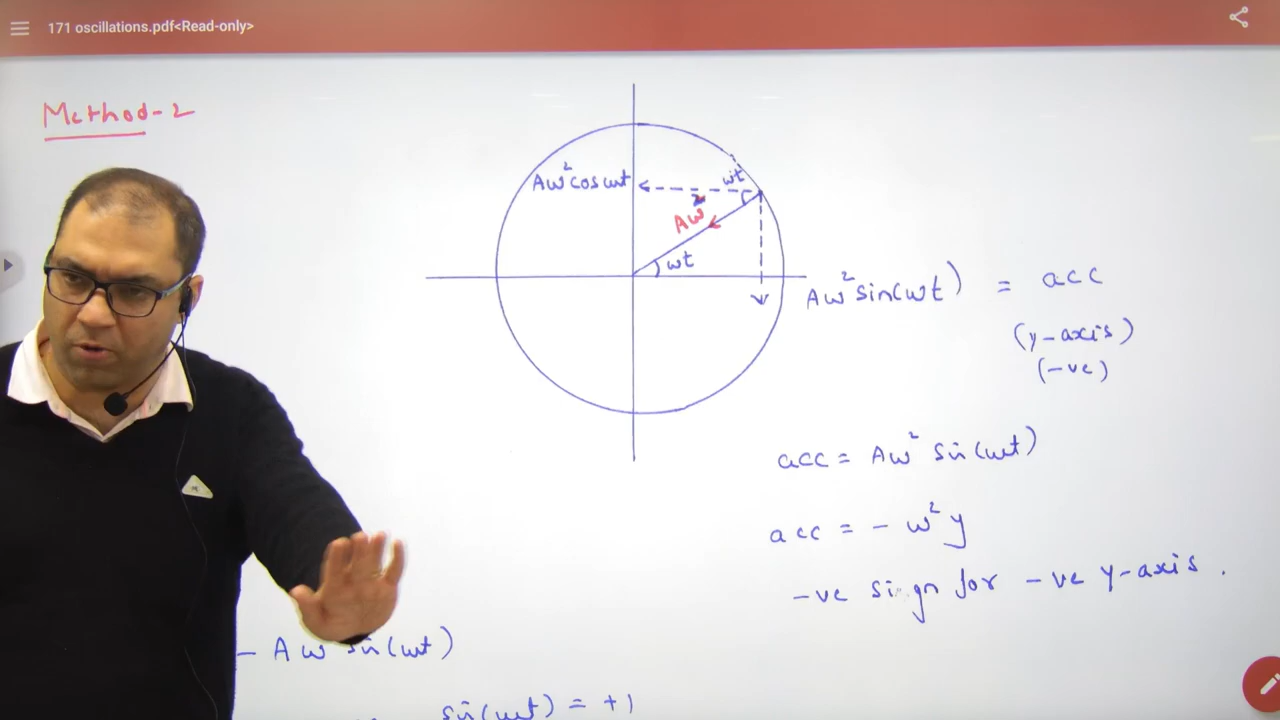 171 oscillations.pdf<Read-only>
Method-2
Aω²cosωt
ωt
Aω²
ωt
Aω²sin(ωt) = acc
(y-axis)
(-ve)
acc = Aω² sin(ωt)
acc = - ω²y
-ve sign for -ve y-axis.
- Aω sin(ωt)
sin(ωt) = +1